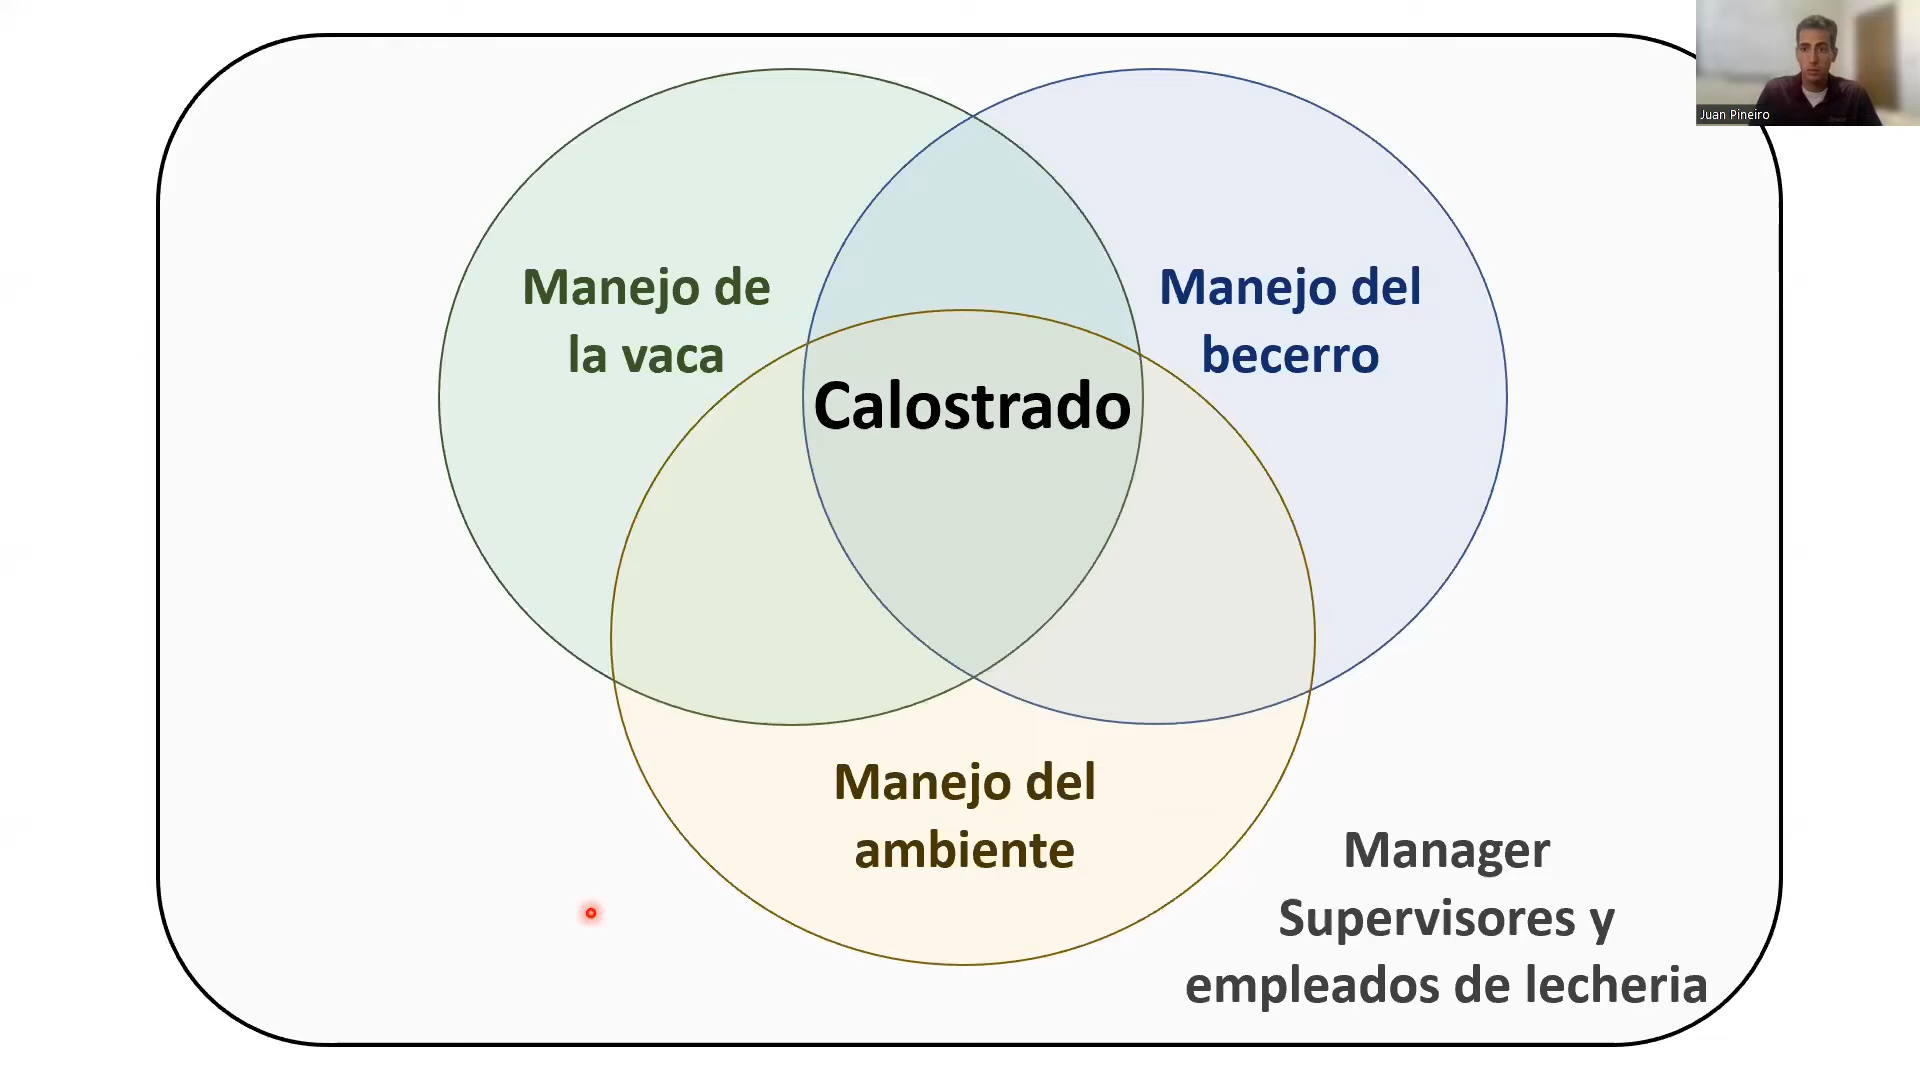 Juan Pineiro
Manejo de
la vaca
Manejo del
becerro
Calostrado
Manejo del
ambiente
Manager
Supervisores y
empleados de lecheria